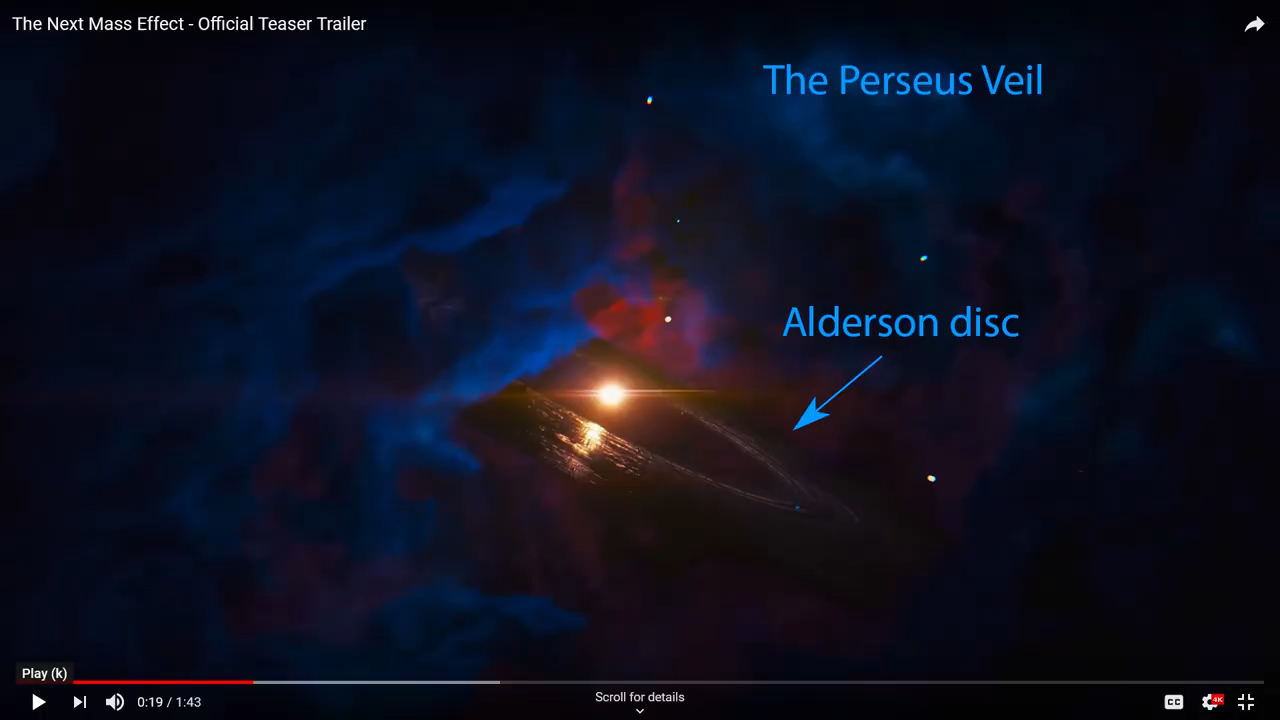 The Next Mass Effect - Official Teaser Trailer
The Perseus Veil
Alderson disc
Play (k)
0:19 / 1:43
Scroll for details
CC
4K